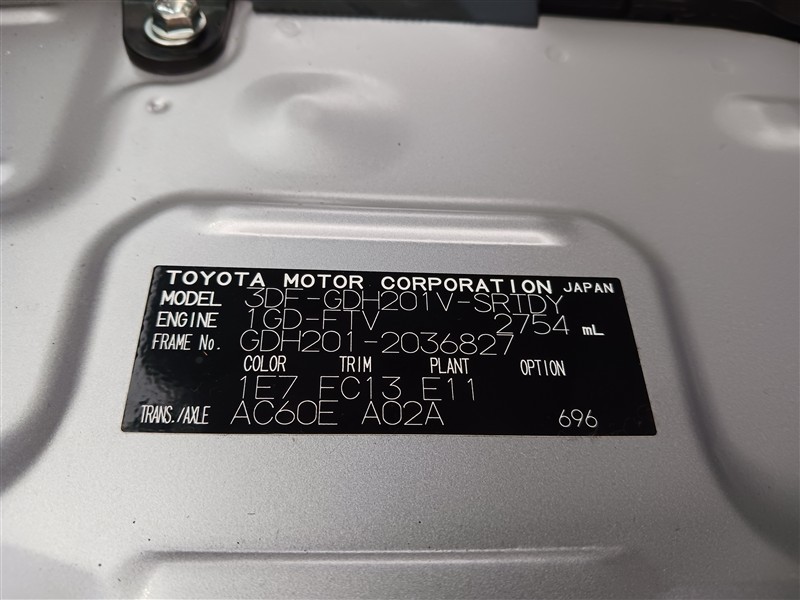 TOYOTA MOTOR CORPORATION JAPAN
MODEL 3DF-GDH201V-SRTDY
ENGINE 1GD-FTV 2754 mL
FRAME No. GDH201-2036827
COLOR TRIM PLANT OPTION
1E7 FC13 E11
TRANS./AXLE AC60E A02A 696